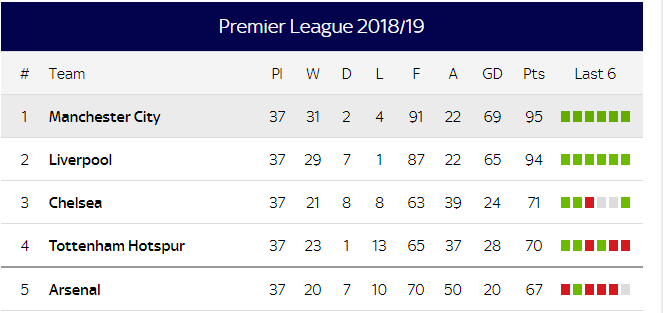 Premier League 2018/19
# Team Pl W D L F A GD Pts Last 6
1 Manchester City 37 31 2 4 91 22 69 95
2 Liverpool 37 29 7 1 87 22 65 94
3 Chelsea 37 21 8 8 63 39 24 71
4 Tottenham Hotspur 37 23 1 13 65 37 28 70
5 Arsenal 37 20 7 10 70 50 20 67